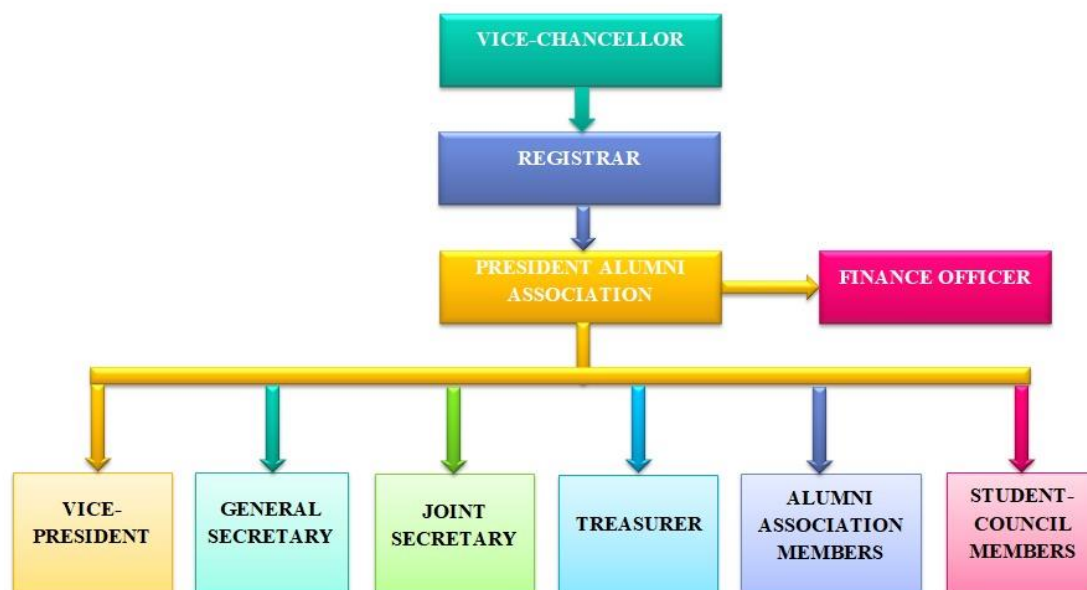 VICE-CHANCELLOR
REGISTRAR
PRESIDENT ALUMNI
ASSOCIATION
FINANCE OFFICER
VICE-
PRESIDENT
GENERAL
SECRETARY
JOINT
SECRETARY
TREASURER
ALUMNI
ASSOCIATION
MEMBERS
STUDENT-
COUNCIL
MEMBERS